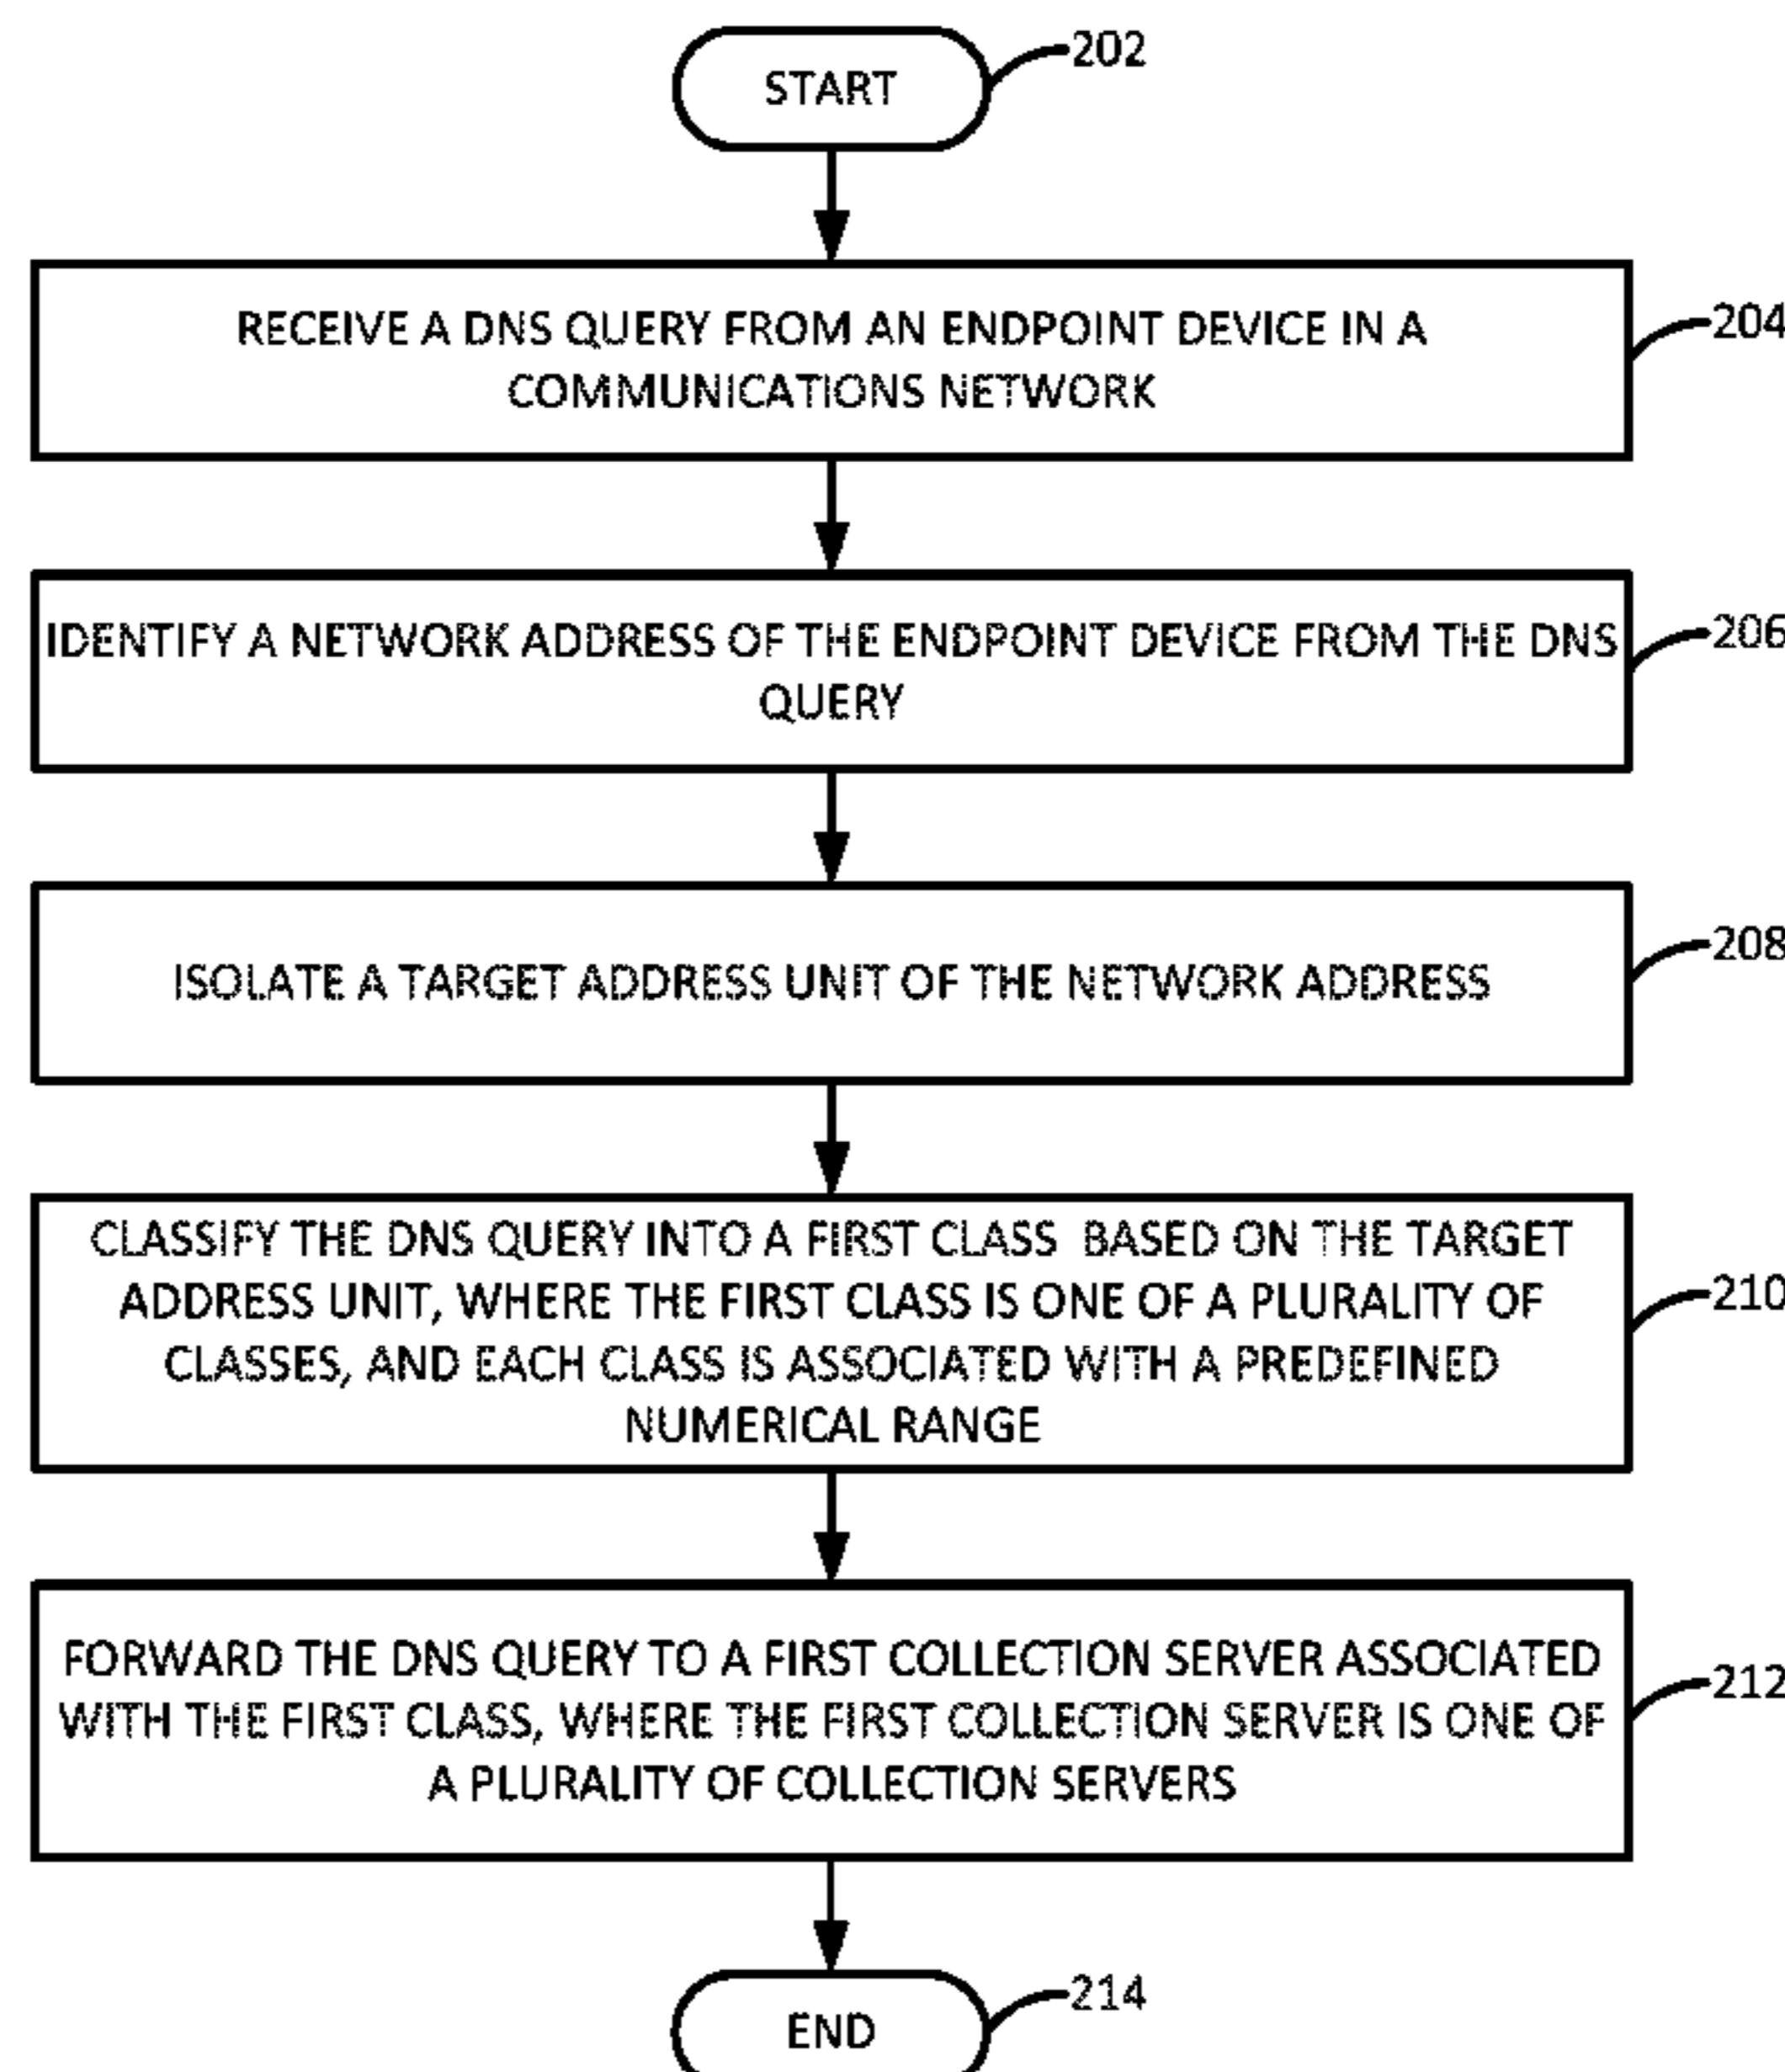 START
202
RECEIVE A DNS QUERY FROM AN ENDPOINT DEVICE IN A
COMMUNICATIONS NETWORK
204
IDENTIFY A NETWORK ADDRESS OF THE ENDPOINT DEVICE FROM THE DNS
QUERY
206
ISOLATE A TARGET ADDRESS UNIT OF THE NETWORK ADDRESS
208
CLASSIFY THE DNS QUERY INTO A FIRST CLASS BASED ON THE TARGET
ADDRESS UNIT, WHERE THE FIRST CLASS IS ONE OF A PLURALITY OF
CLASSES, AND EACH CLASS IS ASSOCIATED WITH A PREDEFINED
NUMERICAL RANGE
210
FORWARD THE DNS QUERY TO A FIRST COLLECTION SERVER ASSOCIATED
WITH THE FIRST CLASS, WHERE THE FIRST COLLECTION SERVER IS ONE OF
A PLURALITY OF COLLECTION SERVERS
212
END
214